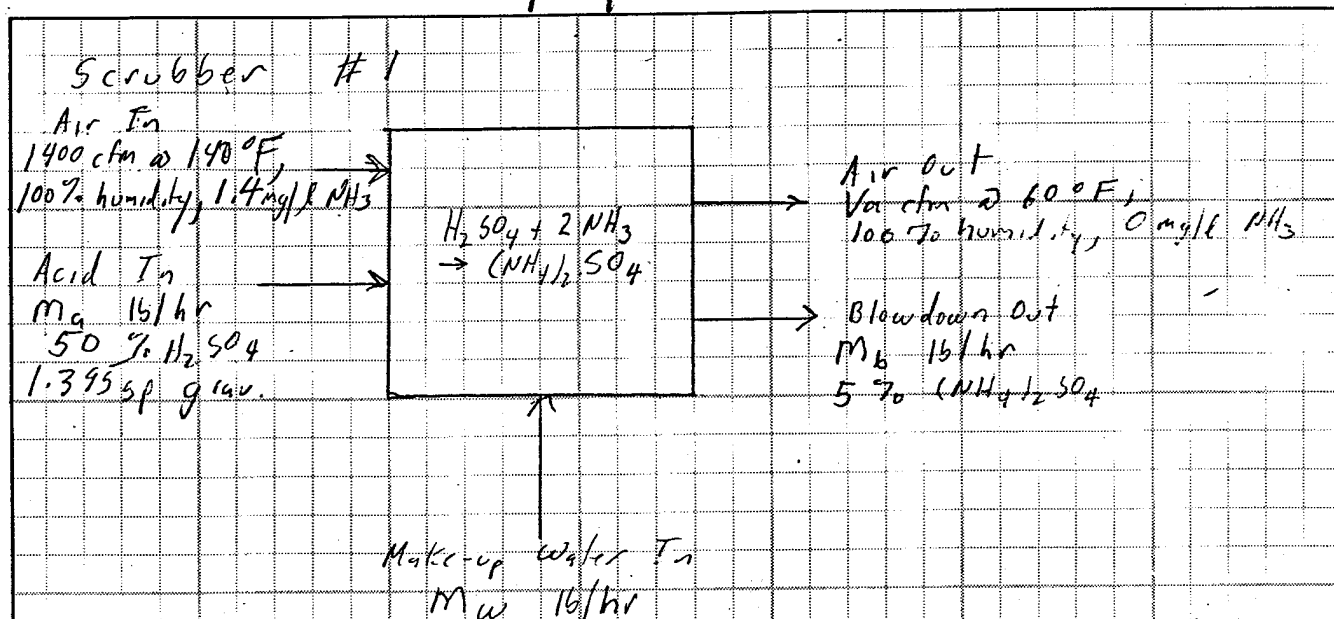 Scrubber #1
Air In
1400 cfm @ 140°F,
100% humidity, 1.4 mg/l NH3
Acid In
Ma lb/hr
50 % H2SO4
1.395 sp grav.
H2SO4 + 2 NH3
→ (NH4)2 SO4
Air Out
Va cfm @ 60°F,
100% humidity, 0 mg/l NH3
Blowdown Out
Mb lb/hr
5 % (NH4)2SO4
Make-up Water In
Mw lb/hr